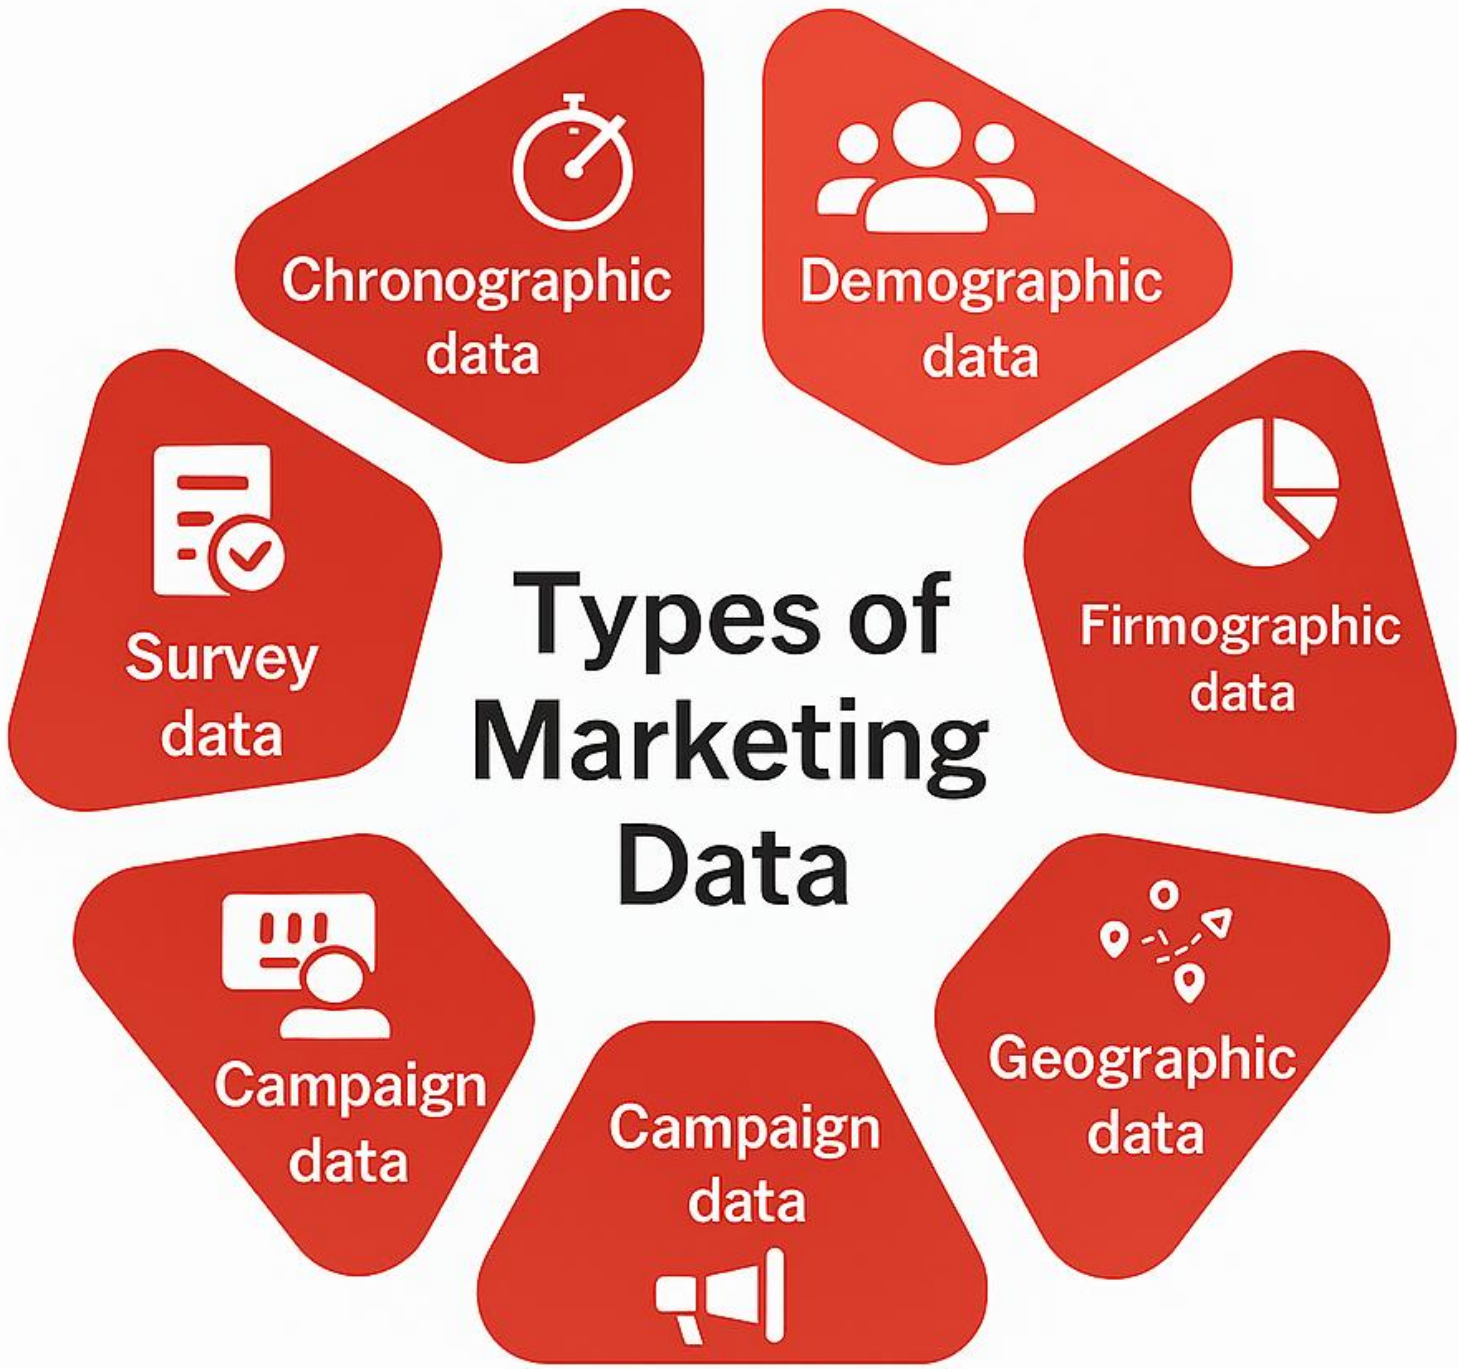 Chronographic
data
Demographic
data
Survey
data
Firmographic
data
Types of
Marketing
Data
Campaign
data
Campaign
data
Geographic
data